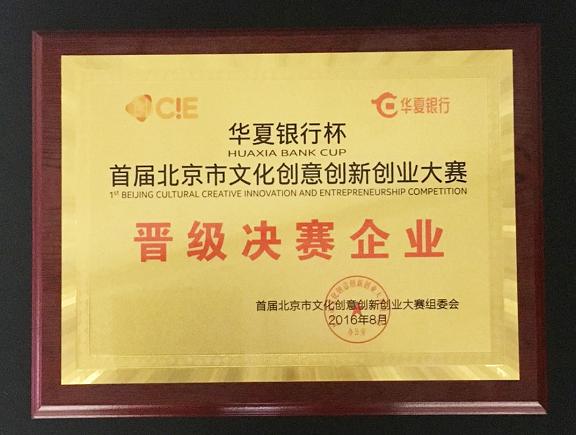 C!E 华夏银行
华夏银行杯
HUAXIA BANK CUP
首届北京市文化创意创新创业大赛
1st BEIJING CULTURAL CREATIVE INNOVATION AND ENTREPRENEURSHIP COMPETITION
晋级决赛企业
首届北京市文化创意创新创业大赛组委会
2016年8月
办公室